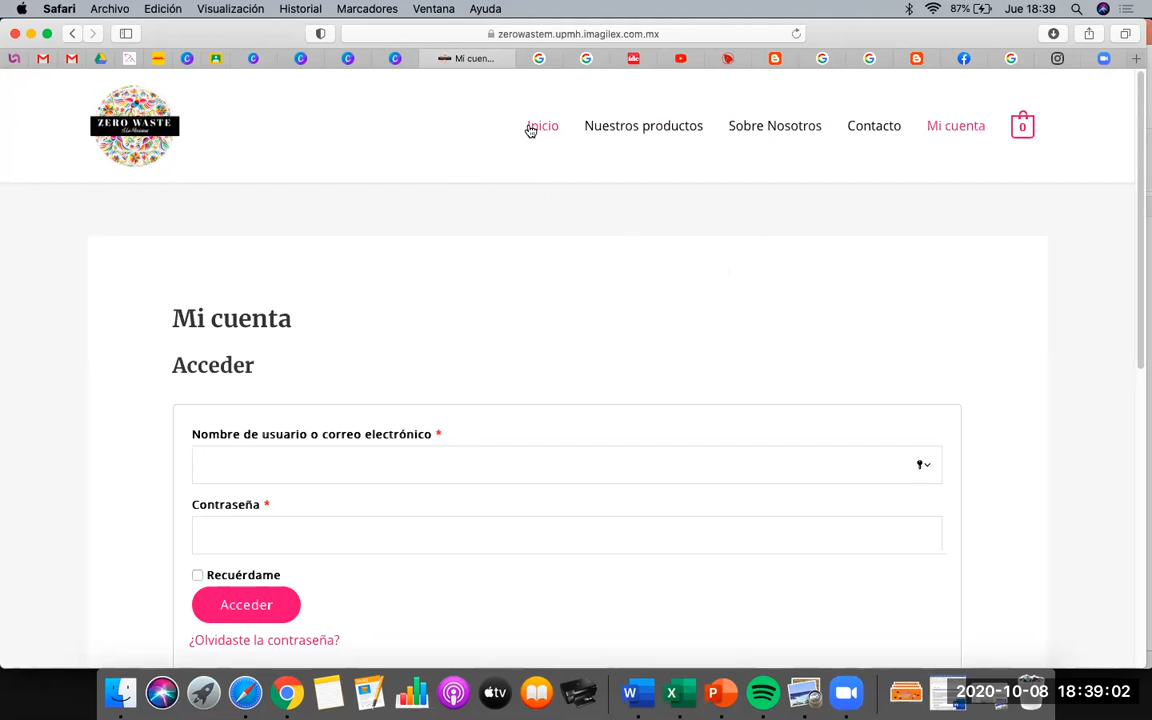 Safari Archivo Edición Visualización Historial Marcadores Ventana Ayuda 87% Jue 18:39
zerowastem.upmh.imagilex.com.mx
Mi cuen...
ZERO WASTE
Inicio Nuestros productos Sobre Nosotros Contacto Mi cuenta 0
Mi cuenta
Acceder
Nombre de usuario o correo electrónico *
Contraseña *
Recuérdame
Acceder
¿Olvidaste la contraseña?
2020-10-08 18:39:02